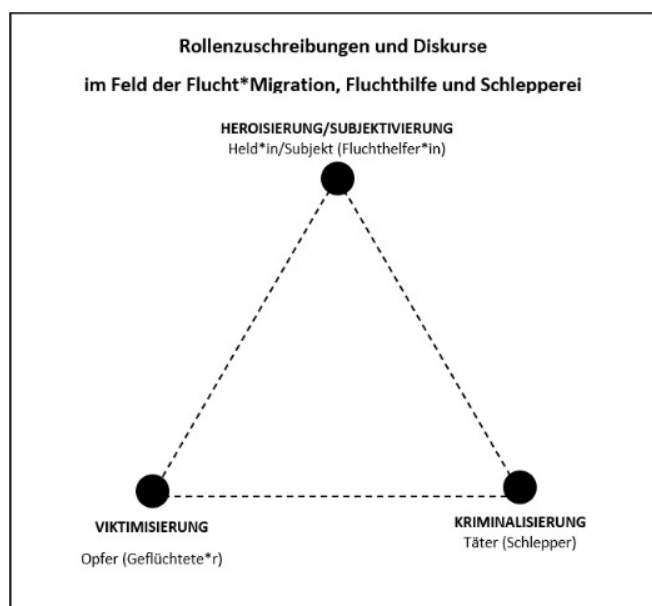 Rollenzuschreibungen und Diskurse
im Feld der Flucht*Migration, Fluchthilfe und Schlepperei
HEROISIERUNG/SUBJEKTIVIERUNG
Held*in/Subjekt (Fluchthelfer*in)
VIKTIMISIERUNG
Opfer (Geflüchtete*r)
KRIMINALISIERUNG
Täter (Schlepper)